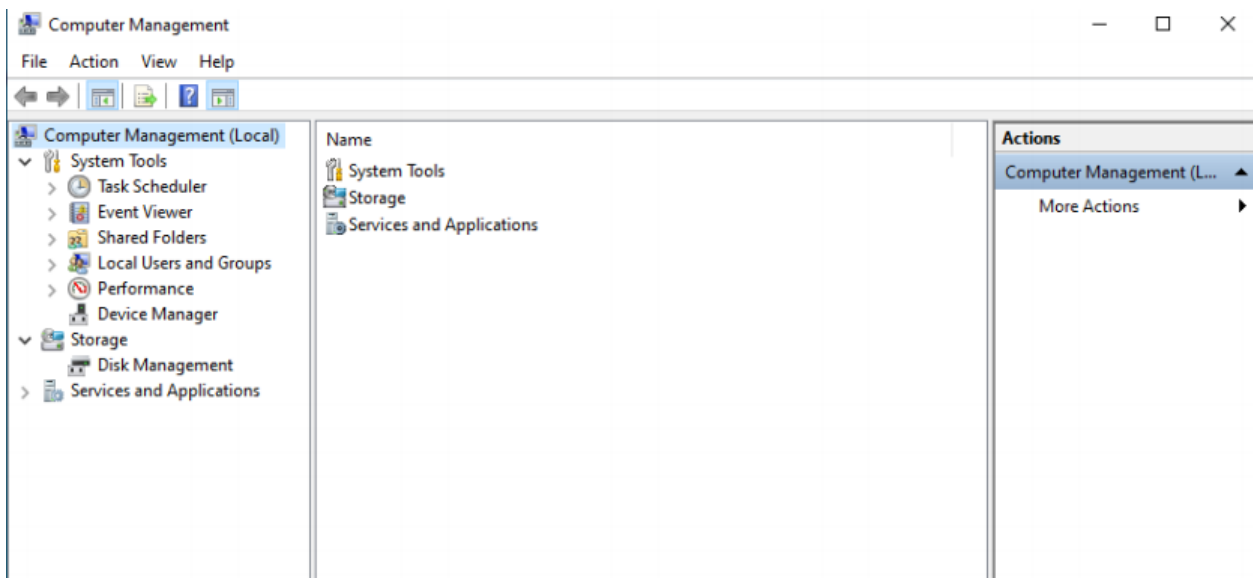 Computer Management
File Action View Help
Computer Management (Local)
System Tools
Task Scheduler
Event Viewer
Shared Folders
Local Users and Groups
Performance
Device Manager
Storage
Disk Management
Services and Applications
Name
System Tools
Storage
Services and Applications
Actions
Computer Management (L...
More Actions